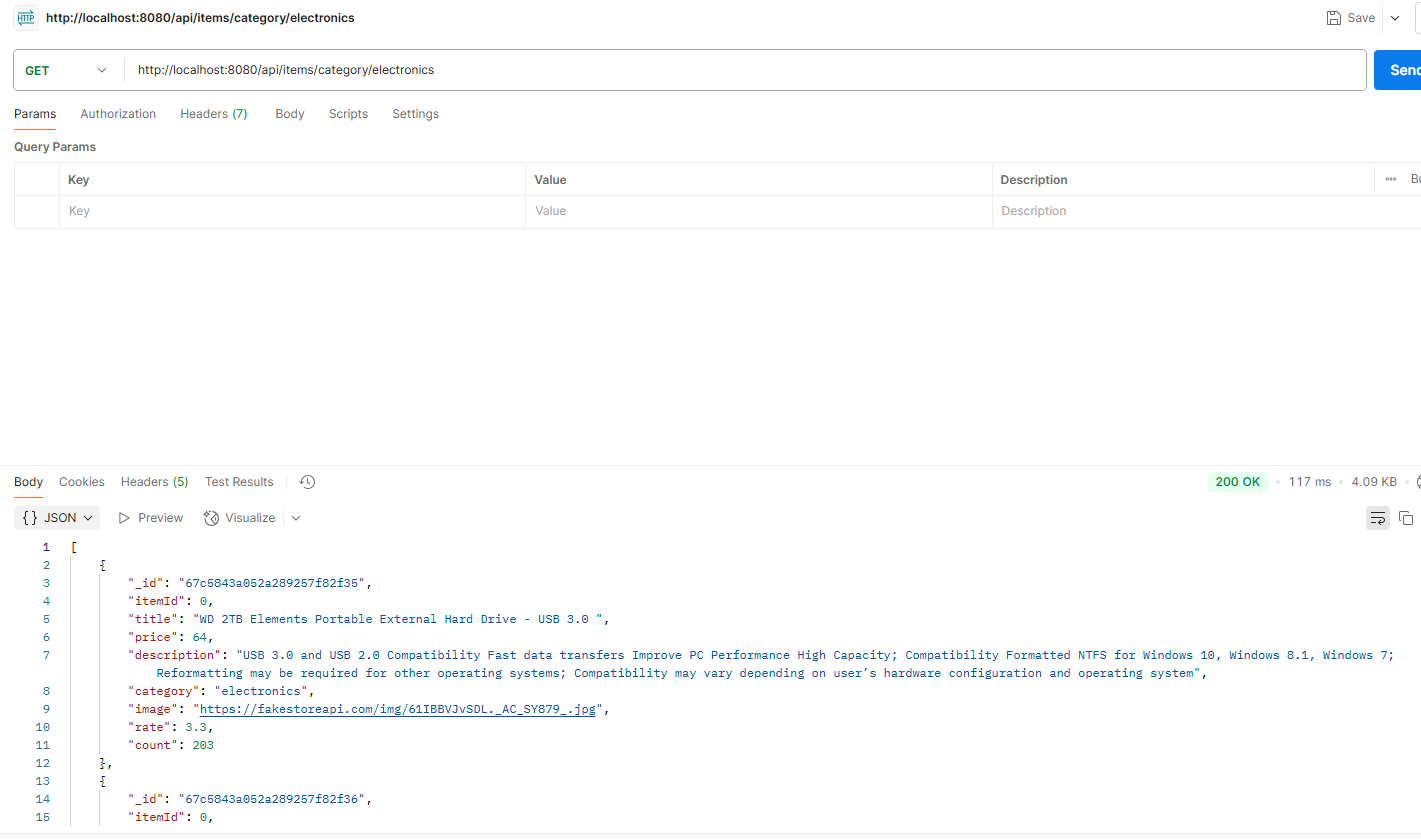 HTTP http://localhost:8080/api/items/category/electronics Save
GET http://localhost:8080/api/items/category/electronics Send
Params Authorization Headers (7) Body Scripts Settings
Query Params
Key Value Description ••• Bu
Key Value Description
Body Cookies Headers (5) Test Results 200 OK • 117 ms • 4.09 KB •
{} JSON Preview Visualize
1 [
2 {
3 "_id": "67c5843a052a289257f82f35",
4 "itemId": 0,
5 "title": "WD 2TB Elements Portable External Hard Drive - USB 3.0 ",
6 "price": 64,
7 "description": "USB 3.0 and USB 2.0 Compatibility Fast data transfers Improve PC Performance High Capacity; Compatibility Formatted NTFS for Windows 10, Windows 8.1, Windows 7;
Reformatting may be required for other operating systems; Compatibility may vary depending on user’s hardware configuration and operating system",
8 "category": "electronics",
9 "image": "https://fakestoreapi.com/img/61IBBVJvSDL._AC_SY879_.jpg",
10 "rate": 3.3,
11 "count": 203
12 },
13 {
14 "_id": "67c5843a052a289257f82f36",
15 "itemId": 0,